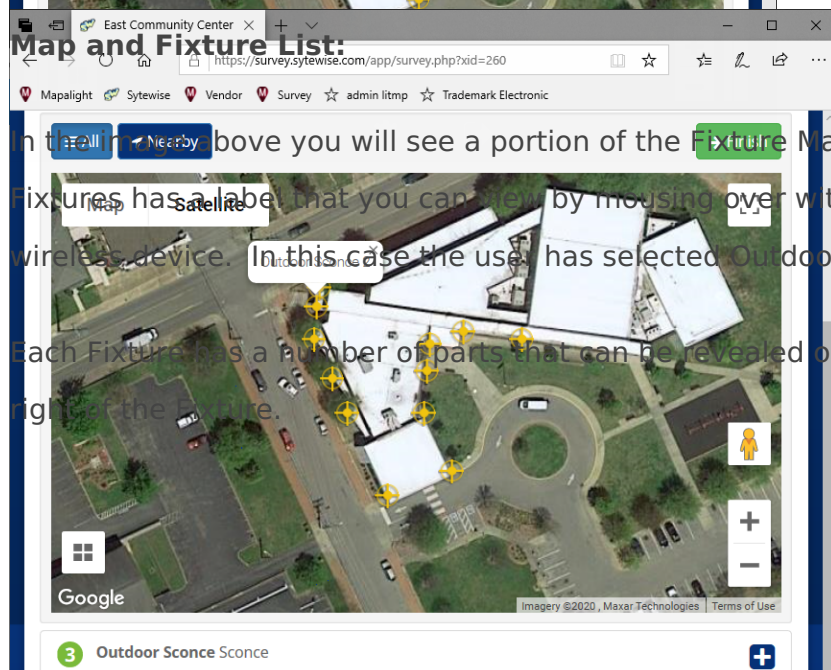 East Community Center
Map and Fixture List:
https://survey.sytewise.com/app/survey.php?xid=260
Mapalight Sytewise Vendor Survey admin litmp Trademark Electronic
In the image above you will see a portion of the Fixture Ma
All Nearby Finish
Fixtures has a label that you can view by mousing over wit
Map Satellite
wireless device. In this case the user has selected Outdoo
Outdoor Sconce
Each Fixture has a number of parts that can be revealed o
right of the Fixture.
Google
Imagery ©2020 , Maxar Technologies Terms of Use
3 Outdoor Sconce Sconce